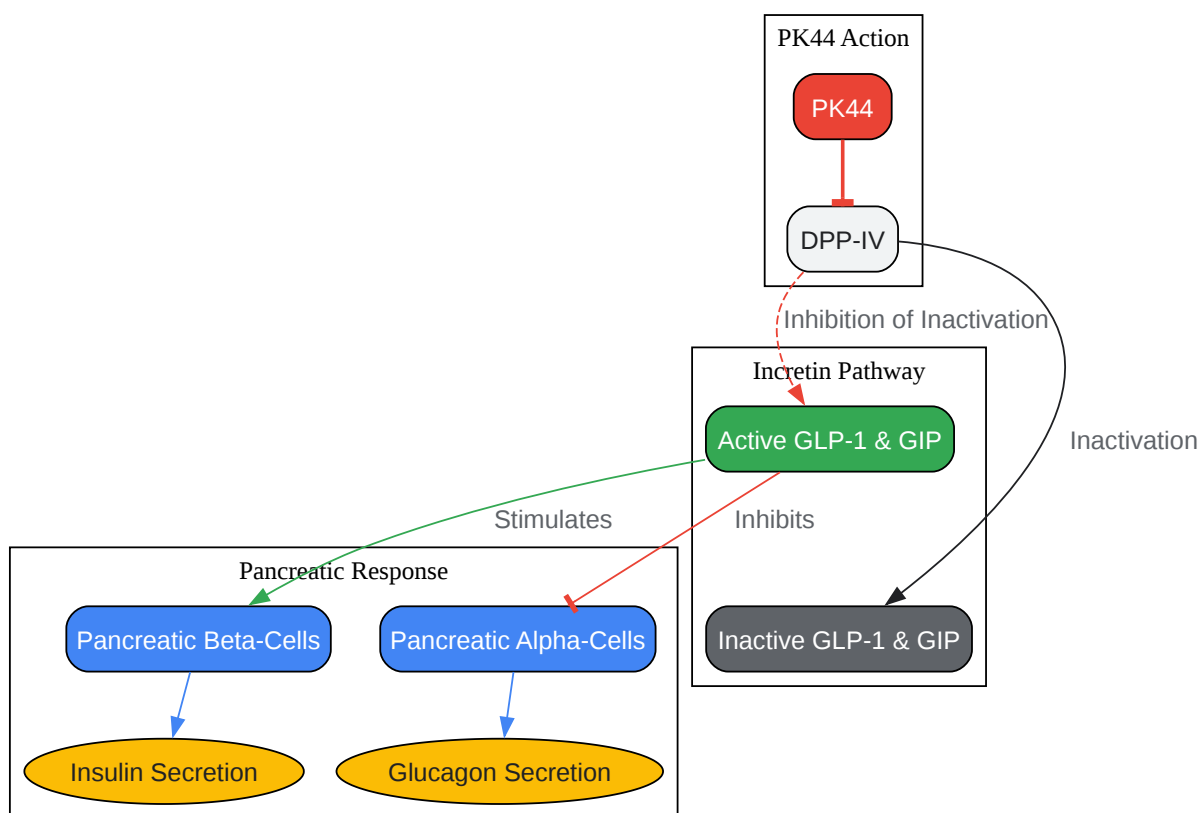 PK44 Action
PK44
DPP-IV
Inhibition of Inactivation
Incretin Pathway
Active GLP-1 & GIP
Inactivation
Stimulates
Inhibits
Pancreatic Response
Pancreatic Beta-Cells
Pancreatic Alpha-Cells
Inactive GLP-1 & GIP
Insulin Secretion
Glucagon Secretion